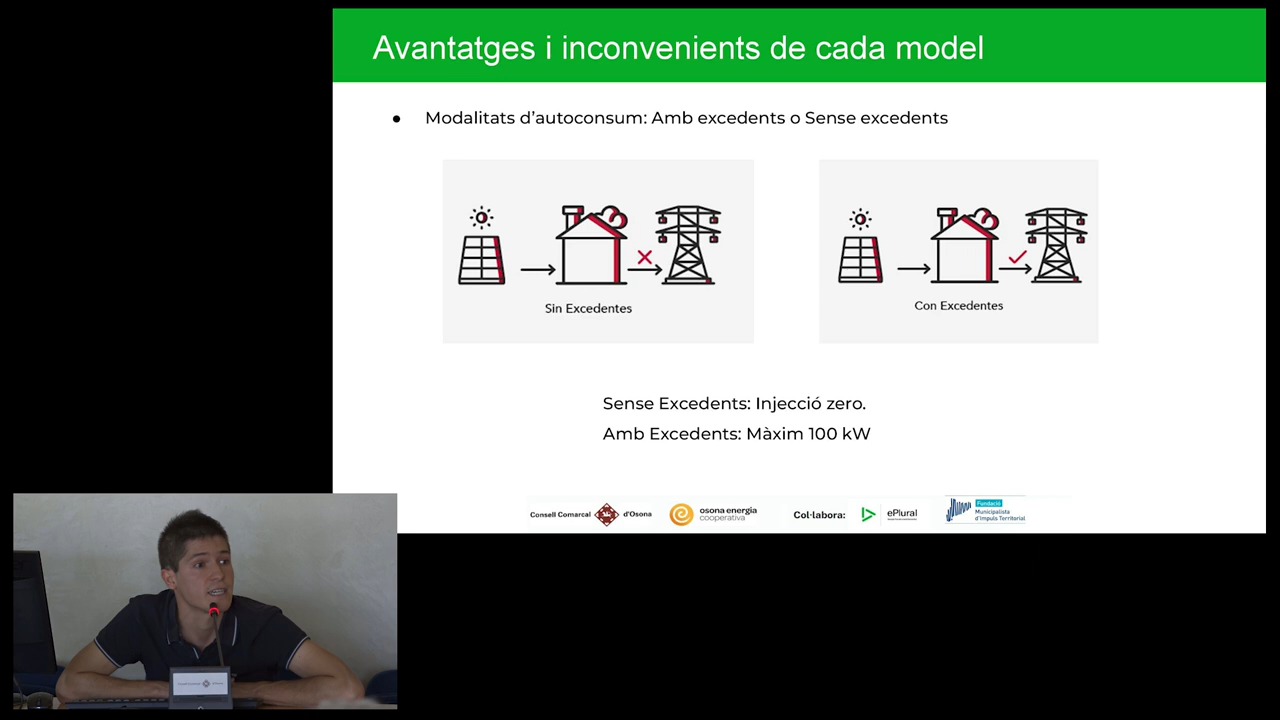 Avantatges i inconvenients de cada model
● Modalitats d'autoconsum: Amb excedents o Sense excedents
Sin Excedentes
Con Excedentes
Sense Excedents: Injecció zero.
Amb Excedents: Màxim 100 kW
Consell Comarcal d'Osona
osona energia
cooperativa
Col·labora:
ePlural
Fundació
Municipalista
d'Impuls Territorial